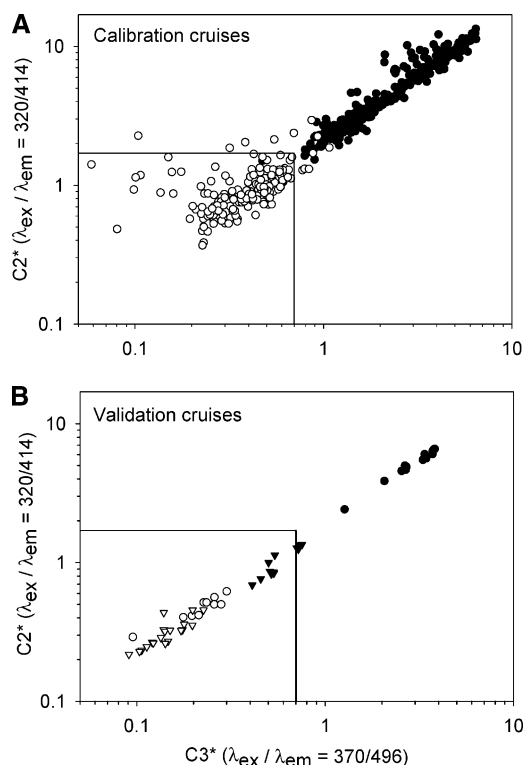 A
Calibration cruises
10
1
0.1
C2* (λex / λem = 320/414)
0.1
1
10
B
Validation cruises
10
1
0.1
C2* (λex / λem = 320/414)
0.1
1
10
C3* (λex / λem = 370/496)